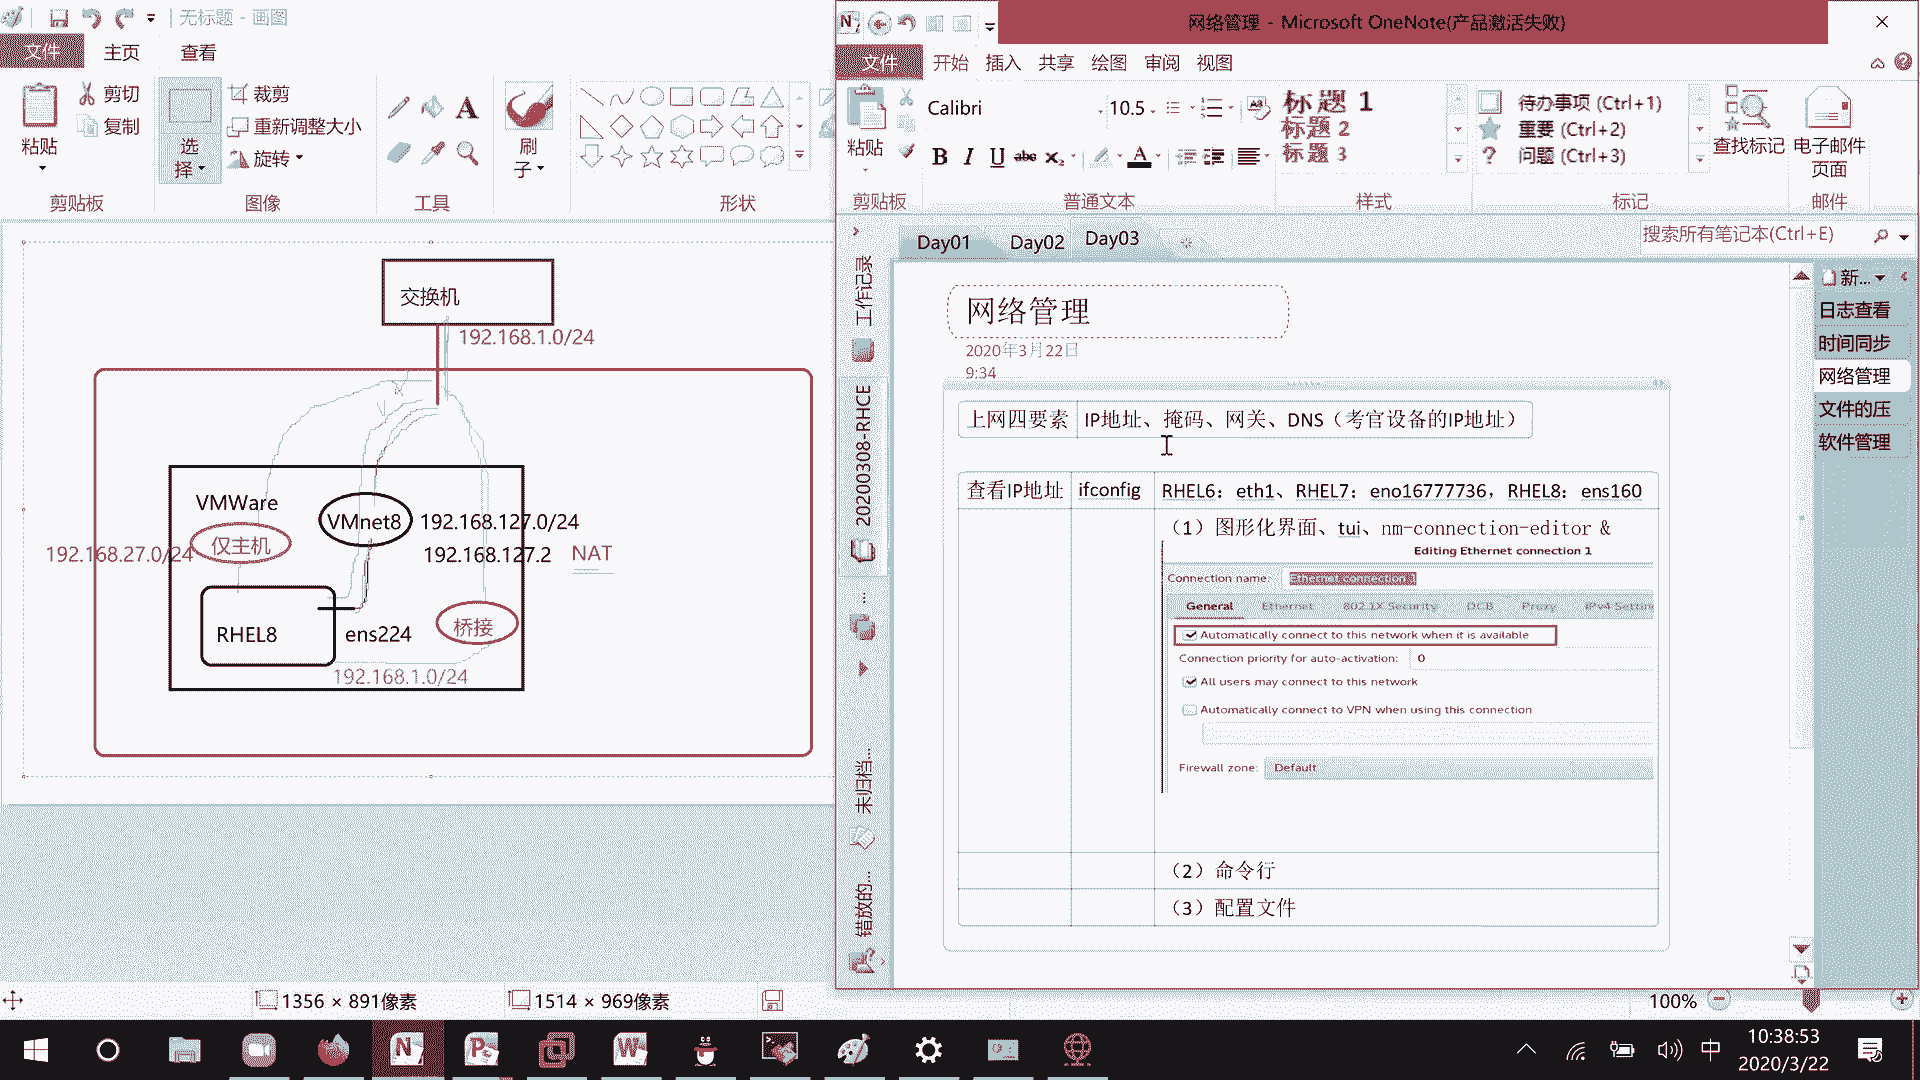 无标题 - 画图
文件
主页
查看
粘贴
剪切
复制
剪贴板
选
择
裁剪
重新调整大小
旋转
图像
工具
刷
子
形状
交换机
192.168.1.0/24
VMWare
VMnet8
192.168.127.0/24
192.168.27.0/24
仅主机
192.168.127.2
NAT
RHEL8
ens224
桥接
192.168.1.0/24
1356 × 891像素
1514 × 969像素
网络管理 - Microsoft OneNote(产品激活失败)
文件
开始
插入
共享
绘图
审阅
视图
粘贴
剪贴板
Calibri
10.5
B I U abc X₂
A
普通文本
标题 1
标题 2
标题 3
样式
待办事项 (Ctrl+1)
重要 (Ctrl+2)
问题 (Ctrl+3)
标记
查找标记
电子邮件
页面
邮件
Day01
Day02
Day03
搜索所有笔记本(Ctrl+E)
工作记录
20200308-RHCE
未归档...
错放的...
新...
日志查看
时间同步
网络管理
文件的压
软件管理
网络管理
2020年3月22日
9:34
上网四要素
IP地址、掩码、网关、DNS（考官设备的IP地址）
查看IP地址
ifconfig
RHEL6：eth1、RHEL7：eno16777736，RHEL8：ens160
（1）图形化界面、tui、nm-connection-editor &
Editing Ethernet connection 1
Connection name:
Ethernet connection 1
General
Ethernet
802.1X Security
DCB
Proxy
IPv4 Settin
Automatically connect to this network when it is available
Connection priority for auto-activation:
0
All users may connect to this network
Automatically connect to VPN when using this connection
Firewall zone:
Default
（2）命令行
（3）配置文件
100%
中
10:38:53
2020/3/22